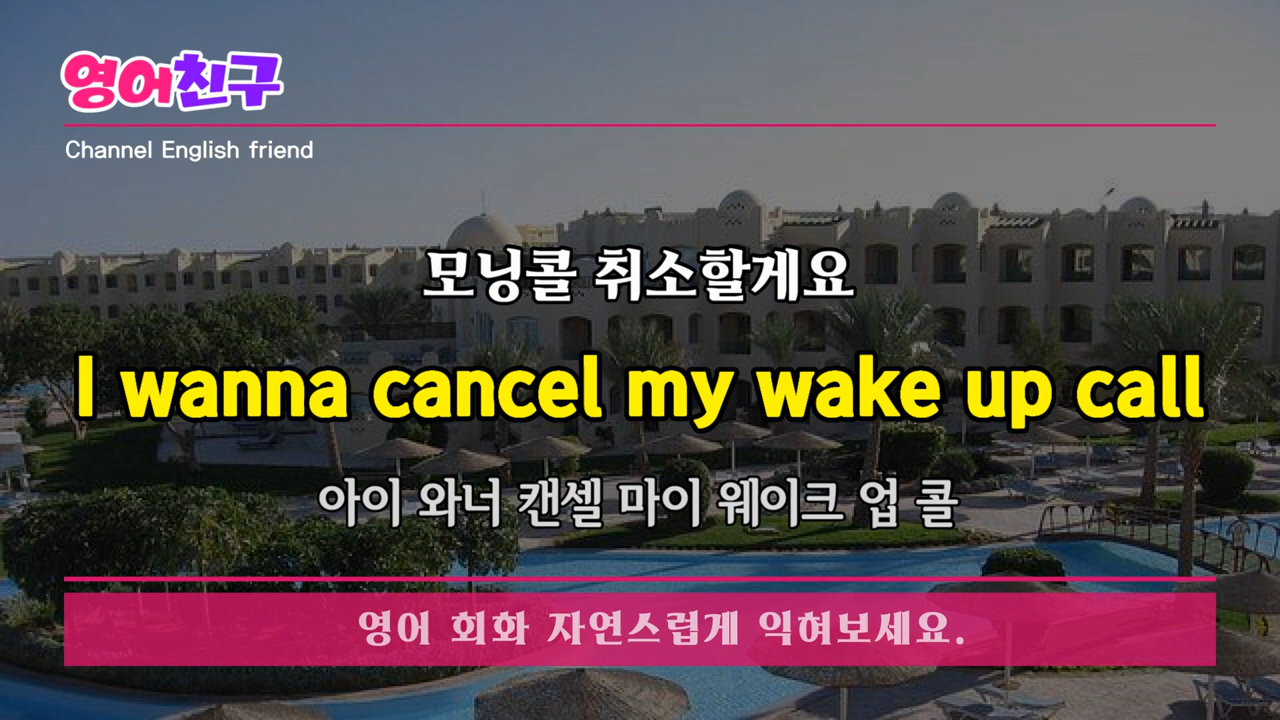 영어친구
Channel English friend
모닝콜 취소할게요
I wanna cancel my wake up call
아이 와너 캔셀 마이 웨이크 업 콜
영어 회화 자연스럽게 익혀보세요.